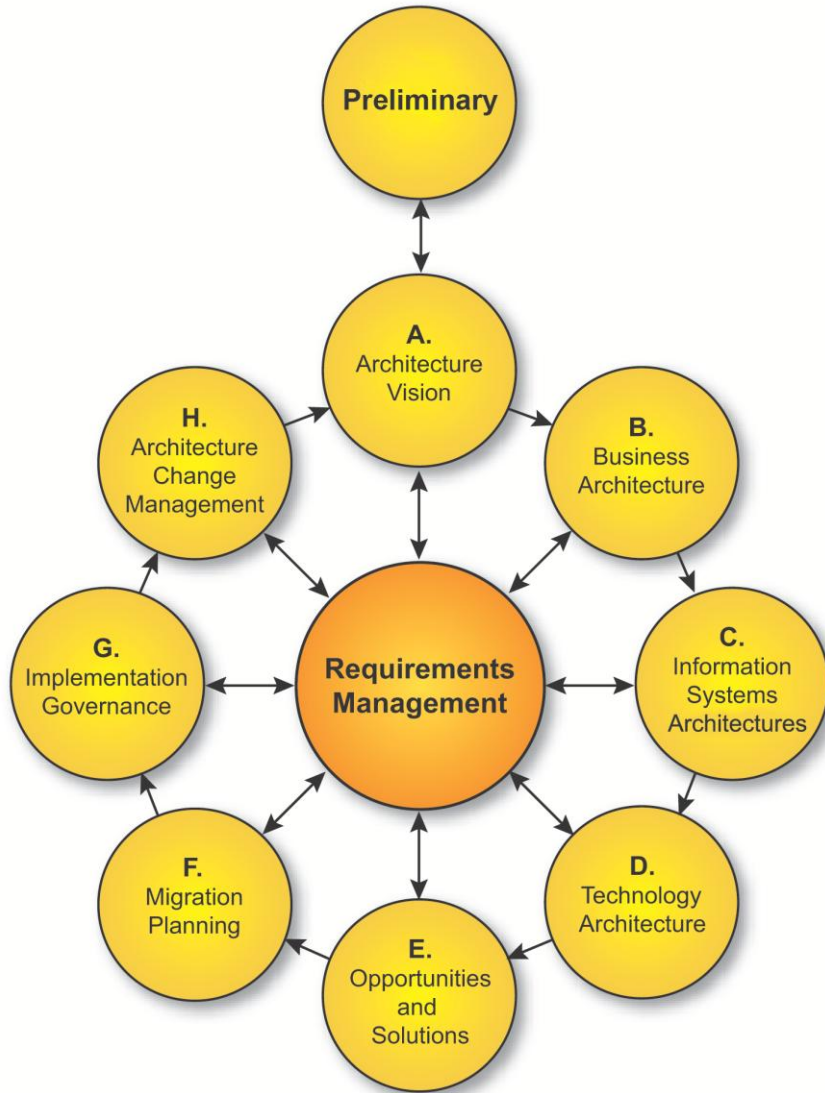 Preliminary
A.
Architecture
Vision
B.
Business
Architecture
C.
Information
Systems
Architectures
D.
Technology
Architecture
E.
Opportunities
and
Solutions
F.
Migration
Planning
G.
Implementation
Governance
H.
Architecture
Change
Management
Requirements
Management